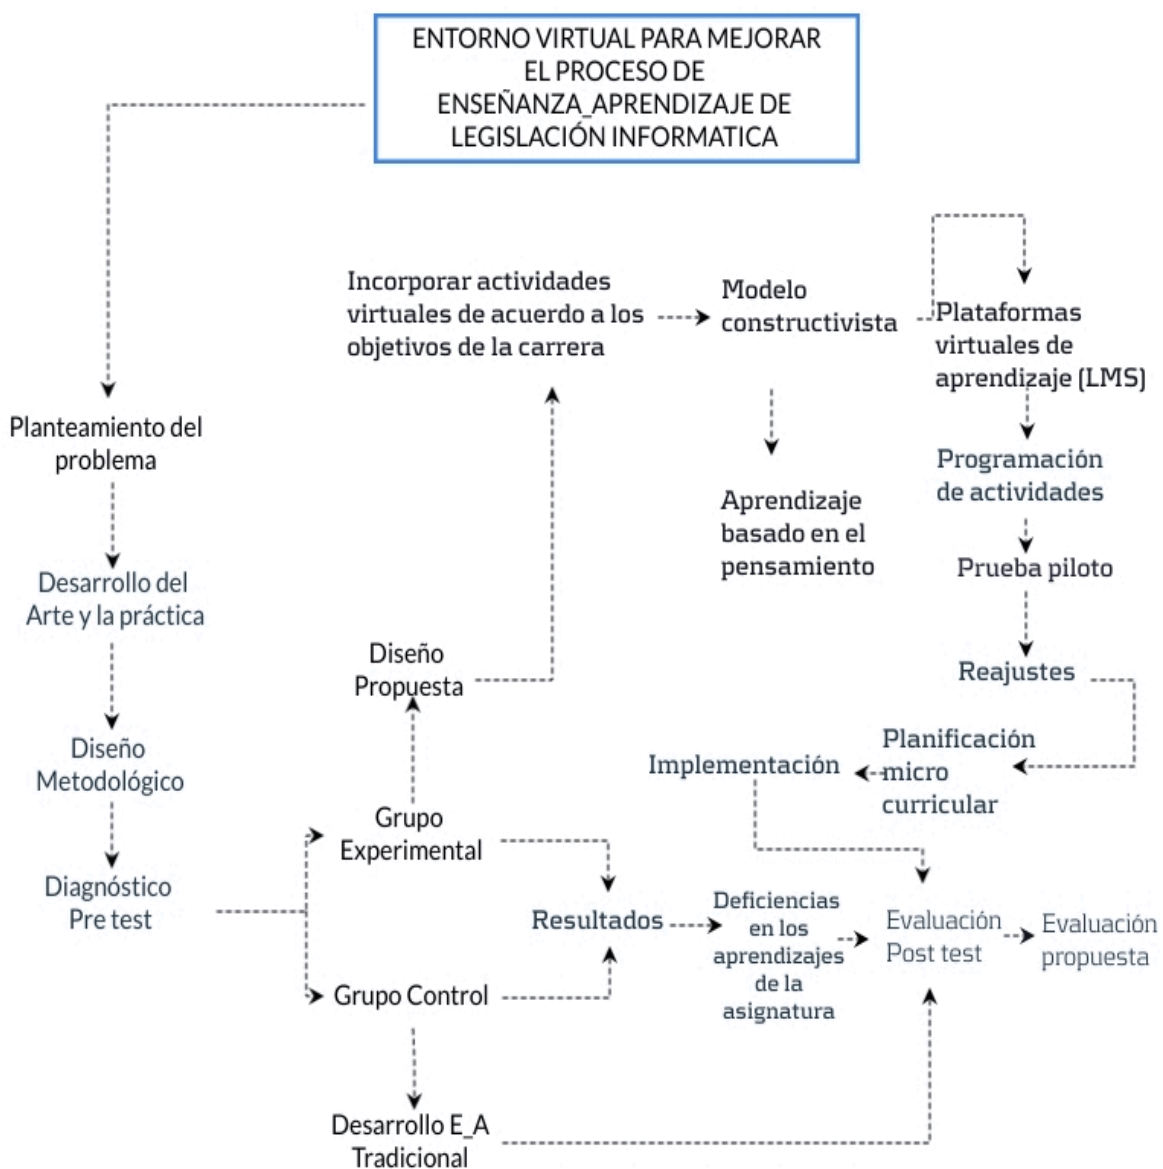 ENTORNO VIRTUAL PARA MEJORAR
EL PROCESO DE
ENSEÑANZA_APRENDIZAJE DE
LEGISLACIÓN INFORMATICA
Planteamiento del
problema
Desarrollo del
Arte y la práctica
Diseño
Metodológico
Diagnóstico
Pre test
Grupo
Experimental
Diseño
Propuesta
Incorporar actividades
virtuales de acuerdo a los
objetivos de la carrera
Modelo
constructivista
Aprendizaje
basado en el
pensamiento
Plataformas
virtuales de
aprendizaje (LMS)
Programación
de actividades
Prueba piloto
Reajustes
Planificación
micro
curricular
Implementación
Grupo Control
Desarrollo E_A
Tradicional
Resultados
Deficiencias
en los
aprendizajes
de la
asignatura
Evaluación
Post test
Evaluación
propuesta